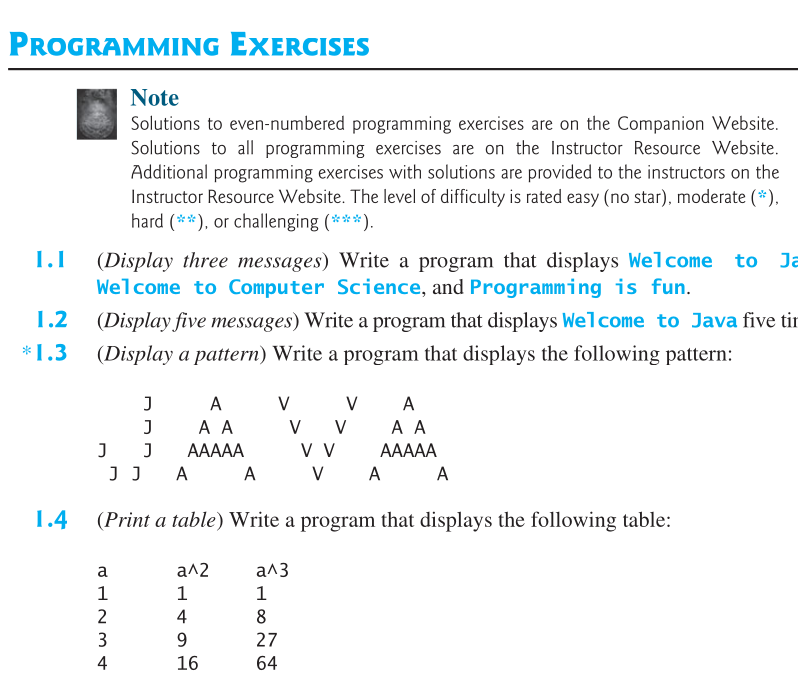 PROGRAMMING EXERCISES
Note
Solutions to even-numbered programming exercises are on the Companion Website.
Solutions to all programming exercises are on the Instructor Resource Website.
Additional programming exercises with solutions are provided to the instructors on the
Instructor Resource Website. The level of difficulty is rated easy (no star), moderate (*),
hard (**), or challenging (***).
1.1 (Display three messages) Write a program that displays Welcome to Ja
Welcome to Computer Science, and Programming is fun.
1.2 (Display five messages) Write a program that displays Welcome to Java five
*1.3 (Display a pattern) Write a program that displays the following pattern:
    J     A     V     V    A
    J    A A     V   V    A A
J   J   AAAAA     V V    AAAAA
 J J   A     A     V    A     A
1.4 (Print a table) Write a program that displays the following table:
a      a^2    a^3
1      1      1
2      4      8
3      9      27
4      16     64